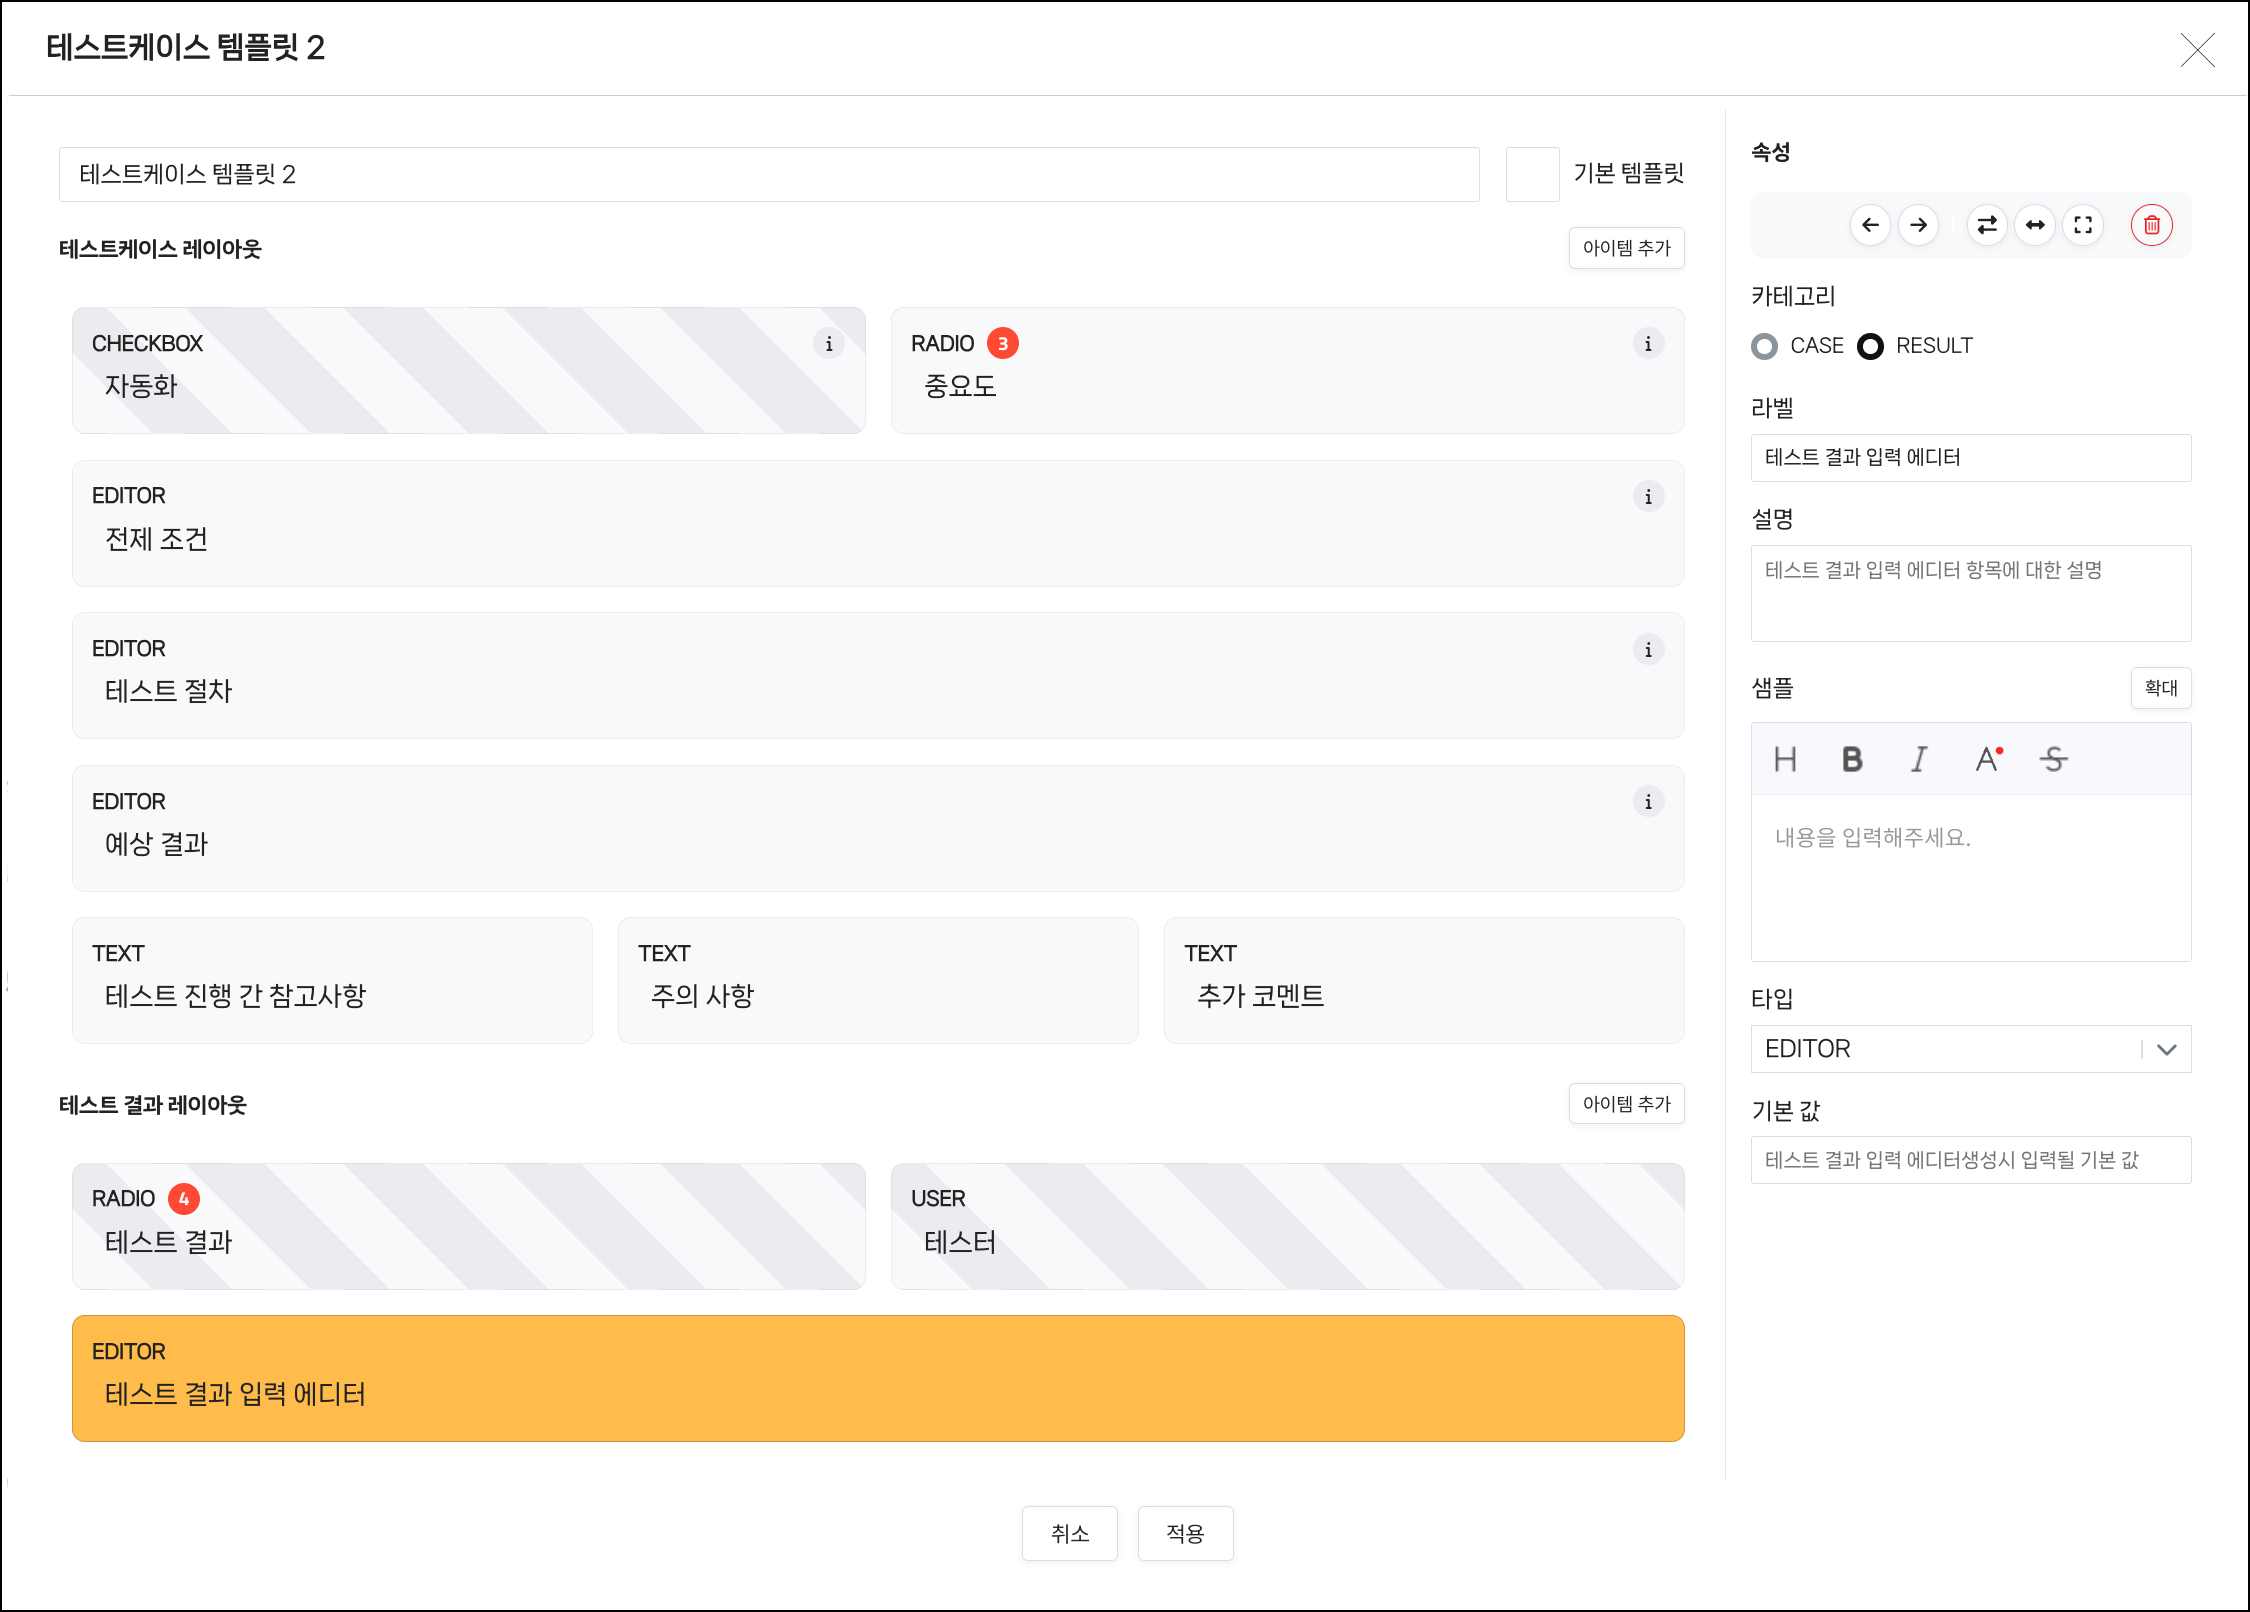 테스트케이스 템플릿 2
테스트케이스 템플릿 2
기본 템플릿
테스트케이스 레이아웃
아이템 추가
CHECKBOX
i
자동화
RADIO 3
i
중요도
EDITOR
i
전제 조건
EDITOR
i
테스트 절차
EDITOR
i
예상 결과
TEXT
테스트 진행 간 참고사항
TEXT
주의 사항
TEXT
추가 코멘트
테스트 결과 레이아웃
아이템 추가
RADIO 4
테스트 결과
USER
테스터
EDITOR
테스트 결과 입력 에디터
속성
카테고리
CASE RESULT
라벨
테스트 결과 입력 에디터
설명
테스트 결과 입력 에디터 항목에 대한 설명
샘플
확대
H B I A S
내용을 입력해주세요.
타입
EDITOR
기본 값
테스트 결과 입력 에디터생성시 입력될 기본 값
취소
적용